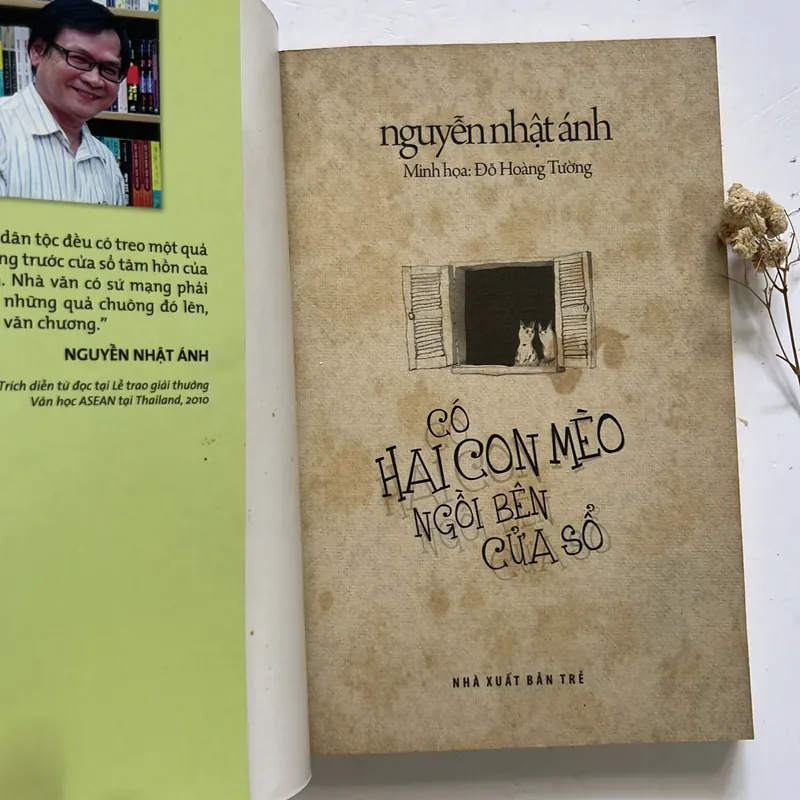 dân tộc đều có treo một quả
trước cửa sổ tâm hồn của
Nhà văn có sứ mạng phải
những quả chuông đó lên,
văn chương.”
NGUYỄN NHẬT ÁNH
Trích diễn từ đọc tại Lễ trao giải thưởng
Văn học ASEAN tại Thailand, 2010
nguyễn nhật ánh
Minh họa: Đỗ Hoàng Tường
CÓ
HAI CON MÈO
NGỒI BÊN
CỬA SỔ
NHÀ XUẤT BẢN TRẺ